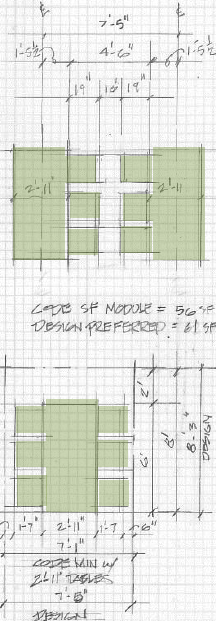 7'-5"
1'-5½ 4'-6" 1'-5½
19" 16" 19"
2'-11" 2'-11
CODE SF MODULE = 56 SF
DESIGN PREFERRED = 61 SF
2'
6'
8'
8'-3"
DESIGN
1'-7" 2'-11" 1'-7 6"
7'-1"
CODE MIN W/
2'-11" TABLES
7'-5"
DESIGN